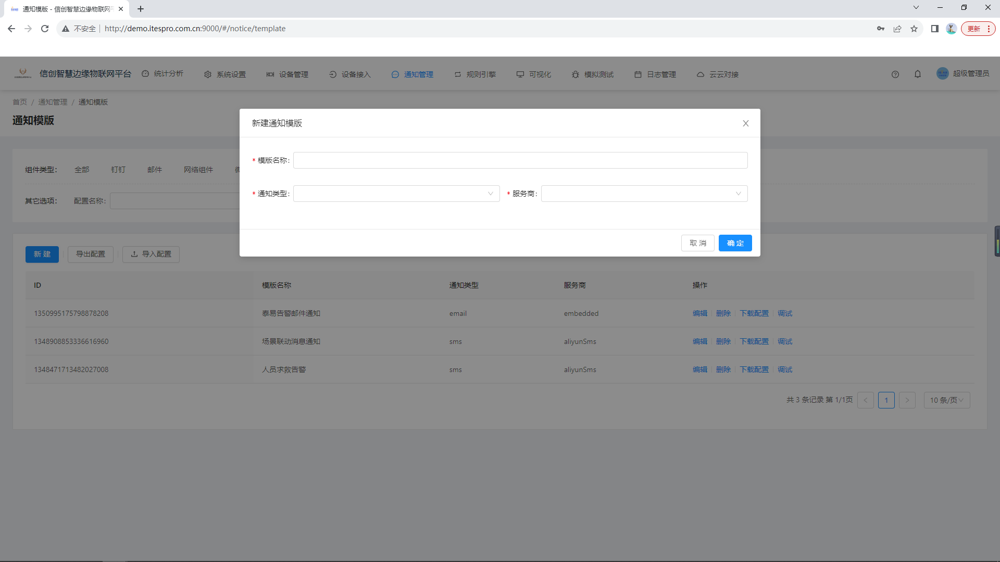 通知模版 - 信创智慧边缘物联网平
不安全 http://demo.itespro.com.cn:9000/#/notice/template
更新
信创智慧边缘物联网平台 统计分析 系统设置 设备管理 设备接入 通知管理 规则引擎 可视化 模拟测试 日志管理 云云对接 超级管理员
首页 / 通知管理 / 通知模版
通知模版
新建通知模版
* 模版名称:
组件类型: 全部 钉钉 邮件 网络组件
* 通知类型: * 服务商:
其它选项: 配置名称:
取 消 确 定
新 建 导出配置 导入配置
ID 模版名称 通知类型 服务商 操作
1350995175798878208 泰易告警邮件通知 email embedded 编辑 删除 下载配置 调试
1348908853336616960 场景联动消息通知 sms aliyunSms 编辑 删除 下载配置 调试
1348471713482027008 人员求救告警 sms aliyunSms 编辑 删除 下载配置 调试
共 3 条记录 第 1/1页 < 1 > 10 条/页